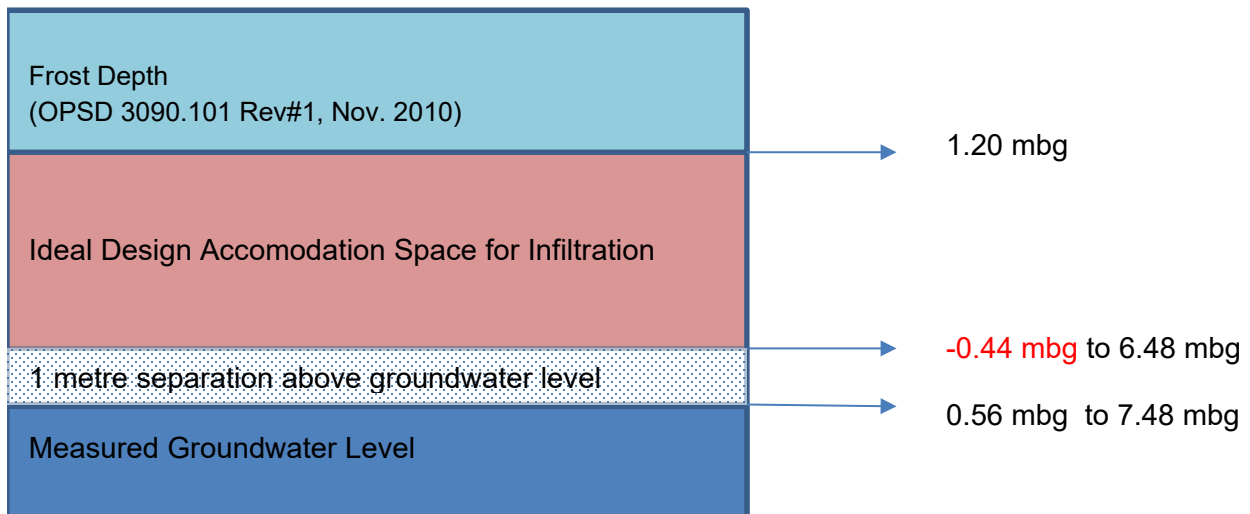 Frost Depth
(OPSD 3090.101 Rev#1, Nov. 2010)
1.20 mbg
Ideal Design Accomodation Space for Infiltration
-0.44 mbg to 6.48 mbg
1 metre separation above groundwater level
0.56 mbg to 7.48 mbg
Measured Groundwater Level